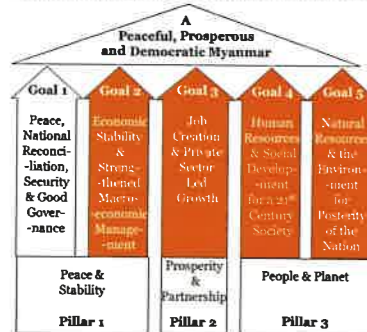 A
Peaceful, Prosperous
and Democratic Myanmar
Goal 1
Peace,
National
Reconci-
liation,
Security
& Good
Gover-
nance
Goal 2
Economic
Stability
&
Streng-
thened
Macro-
economic
Manage-
ment
Goal 3
Job
Creation
& Private
Sector
Led
Growth
Goal 4
Human
Resources
& Social
Develop-
ment
for a 21st
Century
Society
Goal 5
Natural
Resources
& the
Environ-
ment
for
Posterity
of the
Nation
Peace &
Stability
Pillar 1
Prosperity
&
Partnership
Pillar 2
People & Planet
Pillar 3